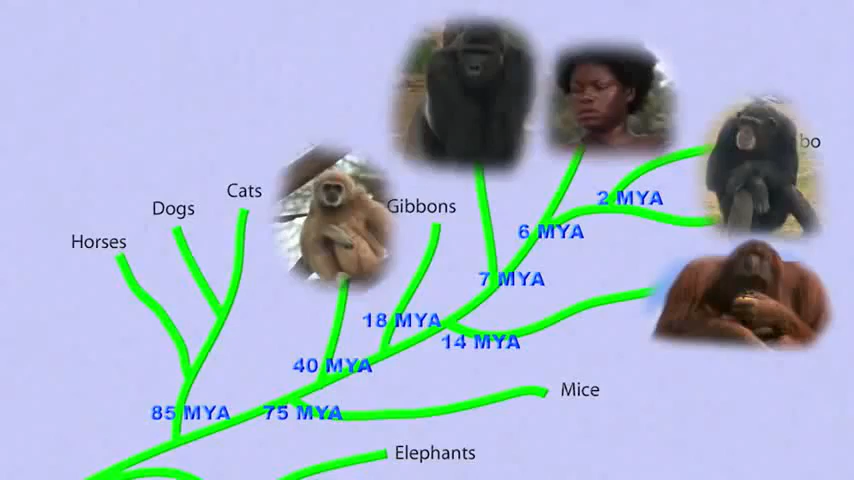 bo
Cats
Gibbons
Dogs
Horses
2 MYA
6 MYA
7 MYA
18 MYA
14 MYA
40 MYA
Mice
85 MYA
75 MYA
Elephants